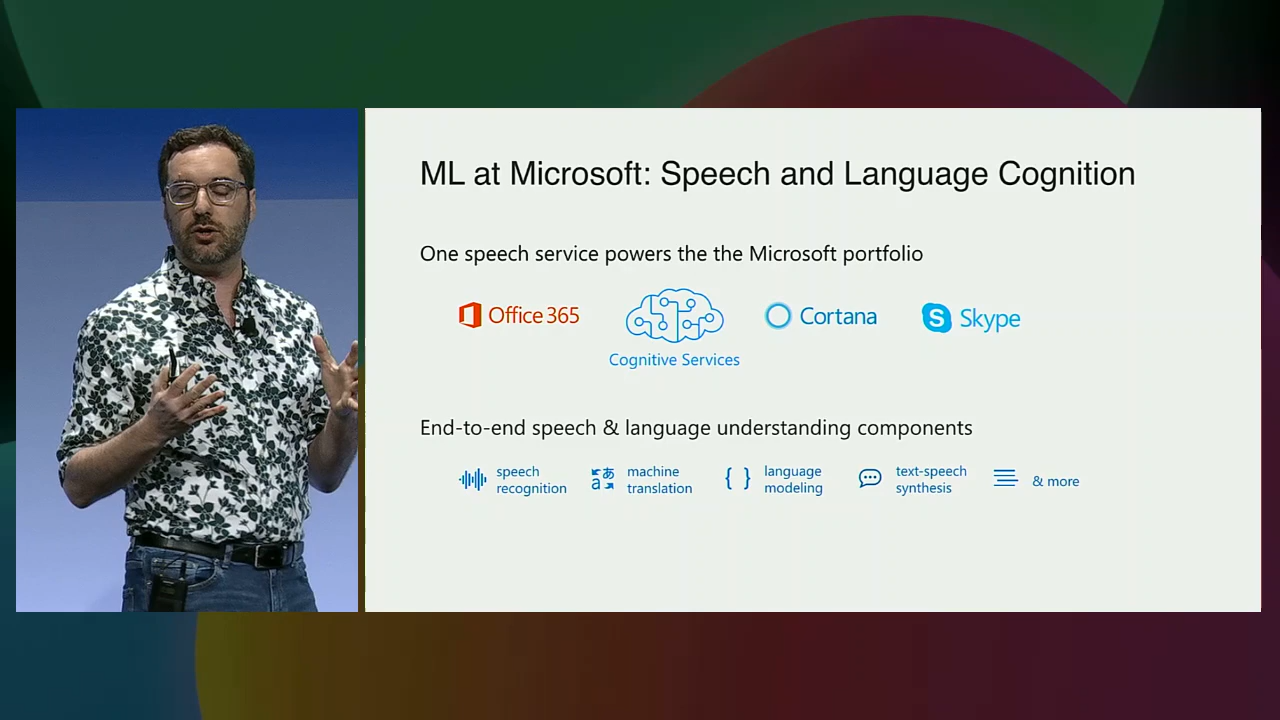 ML at Microsoft: Speech and Language Cognition
One speech service powers the the Microsoft portfolio
Office 365
Cognitive Services
Cortana
Skype
End-to-end speech & language understanding components
speech
recognition
machine
translation
language
modeling
text-speech
synthesis
& more